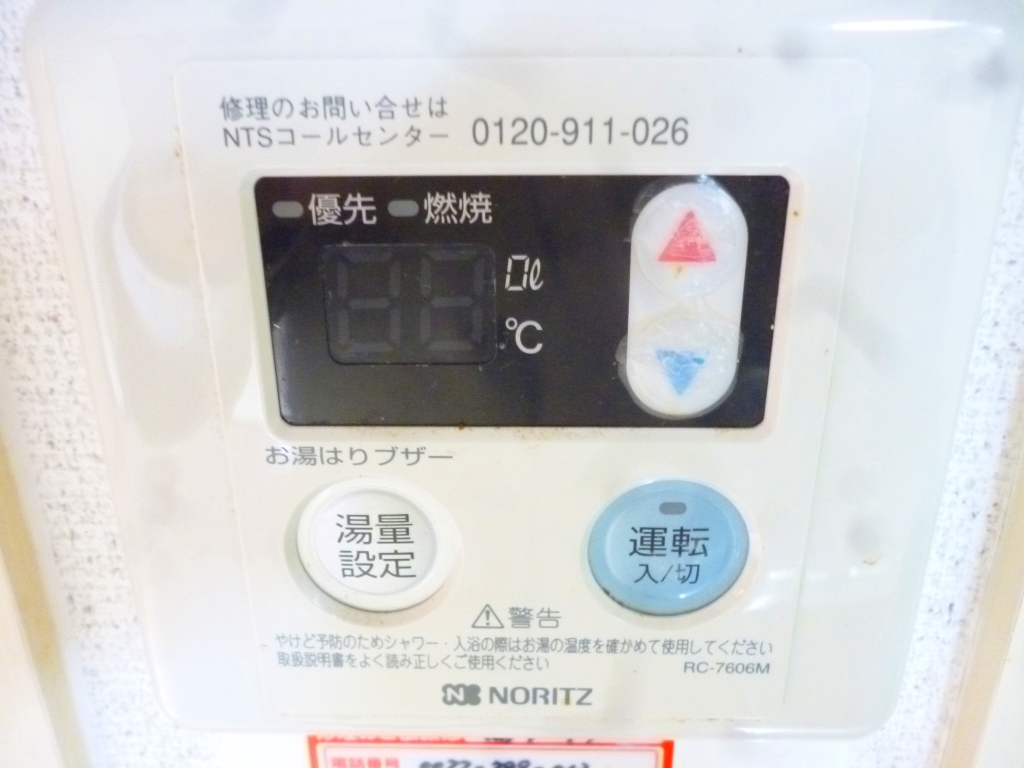 修理のお問い合せは
NTSコールセンター 0120-911-026
優先 燃焼
0ℓ
℃
お湯はりブザー
湯量
設定
運転
入/切
⚠警告
やけど予防のためシャワー・入浴の際はお湯の温度を確かめて使用してください
取扱説明書をよく読み正しくご使用ください
RC-7606M
NORITZ
電話番号